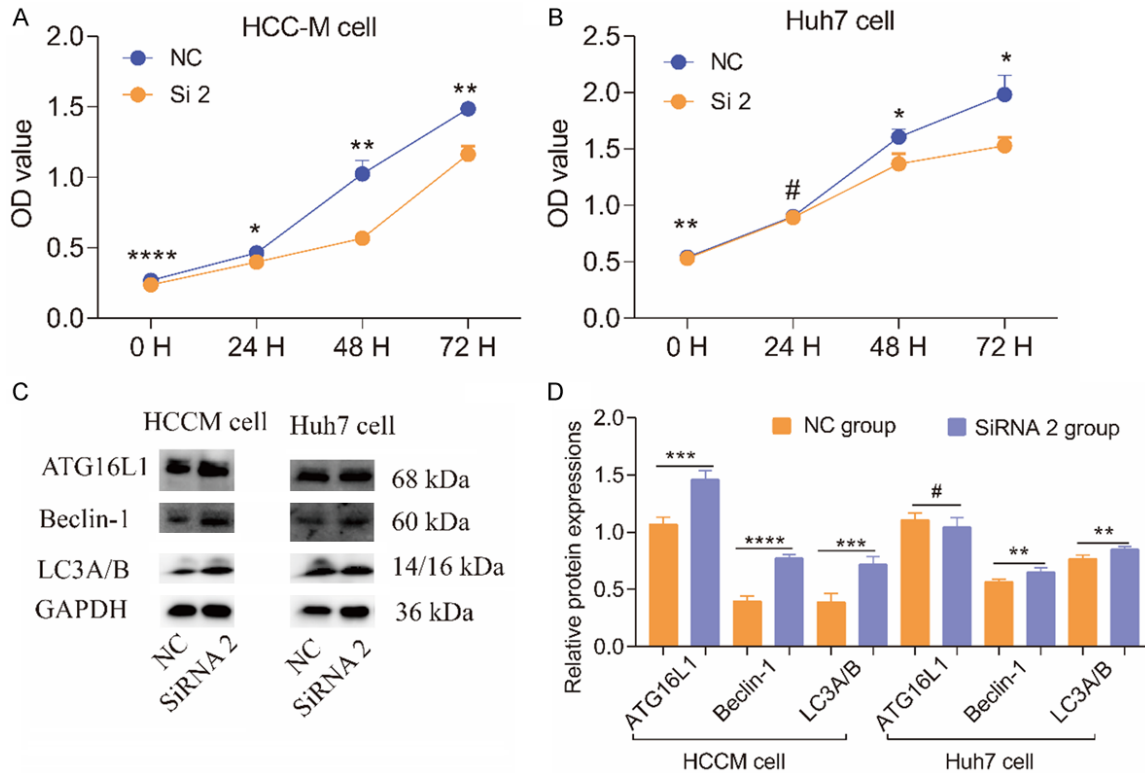 A
HCC-M cell
2.0
1.5
1.0
0.5
0.0
OD value
NC
Si 2
****
*
**
**
0 H
24 H
48 H
72 H
B
Huh7 cell
2.5
2.0
1.5
1.0
0.5
0.0
OD value
NC
Si 2
**
#
*
*
0 H
24 H
48 H
72 H
C
HCCM cell
Huh7 cell
ATG16L1
68 kDa
Beclin-1
60 kDa
LC3A/B
14/16 kDa
GAPDH
36 kDa
NC
SiRNA 2
NC
SiRNA 2
D
Relative protein expressions
2.0
1.5
1.0
0.5
0.0
NC group
SiRNA 2 group
***
****
***
#
**
**
ATG16L1
Beclin-1
LC3A/B
ATG16L1
Beclin-1
LC3A/B
HCCM cell
Huh7 cell